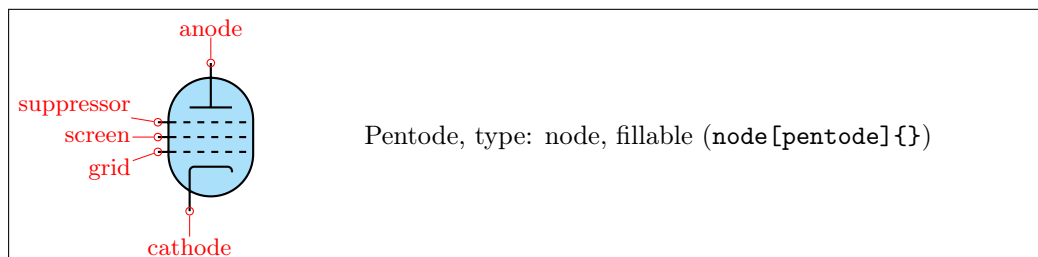 anode
suppressor
screen
grid
cathode
Pentode, type: node, fillable (node[pentode]{})